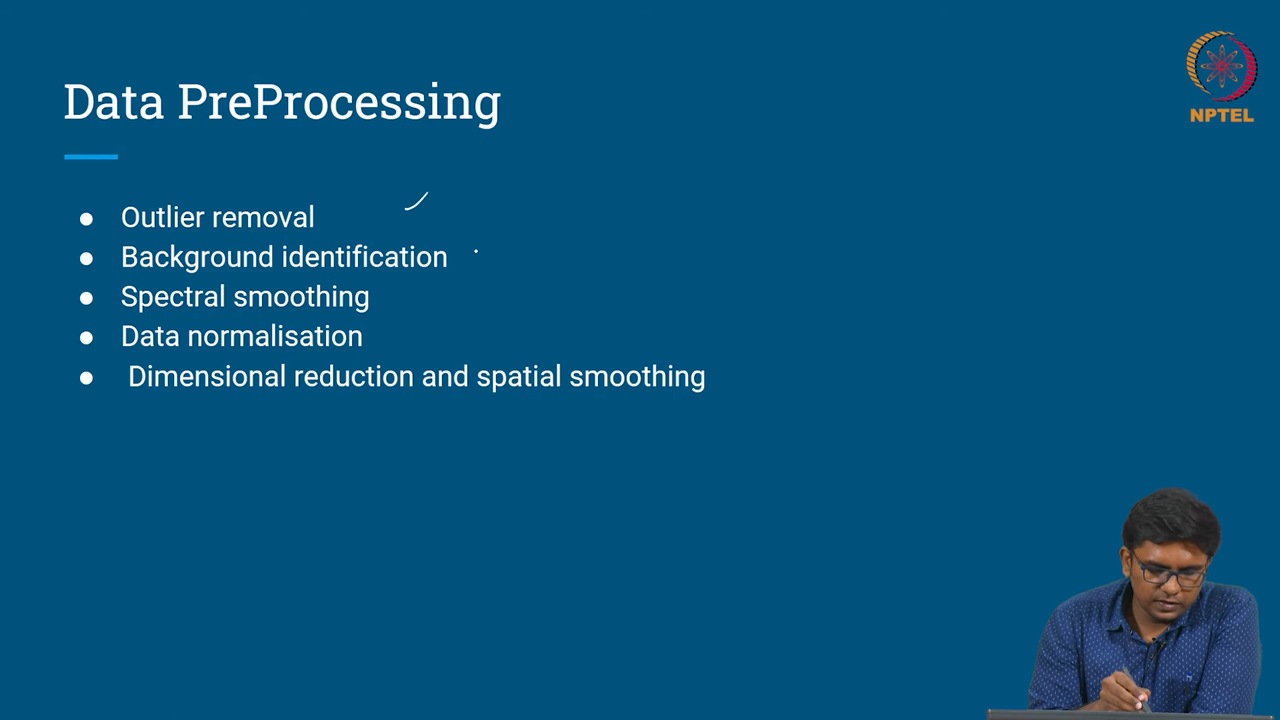 Data PreProcessing
NPTEL
● Outlier removal
● Background identification
● Spectral smoothing
● Data normalisation
● Dimensional reduction and spatial smoothing